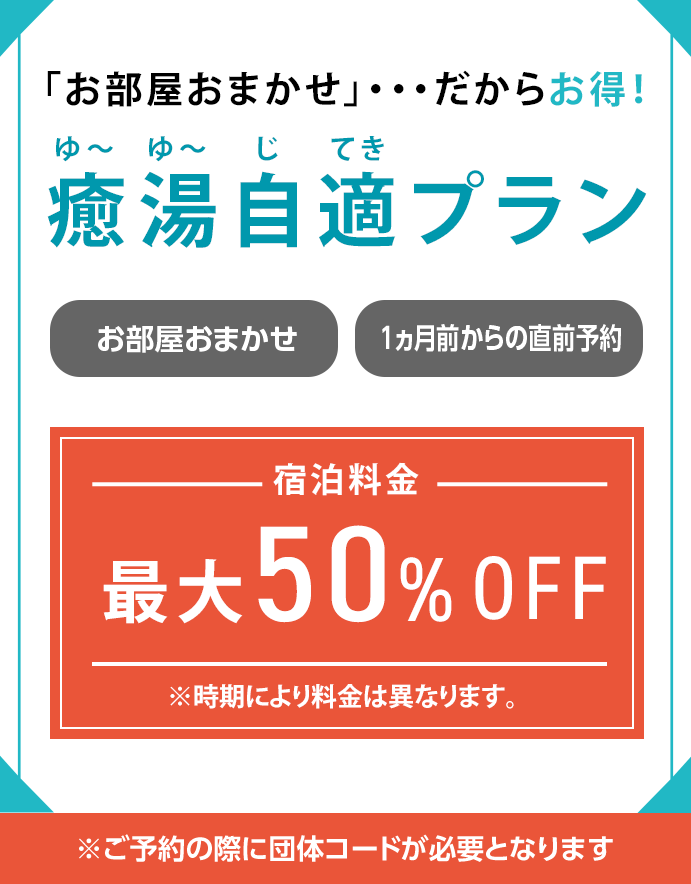 「お部屋おまかせ」・・・だからお得！
ゆ～ ゆ～ じ てき
癒湯自適プラン
お部屋おまかせ
1ヵ月前からの直前予約
宿泊料金
最大50%OFF
※時期により料金は異なります。
※ご予約の際に団体コードが必要となります